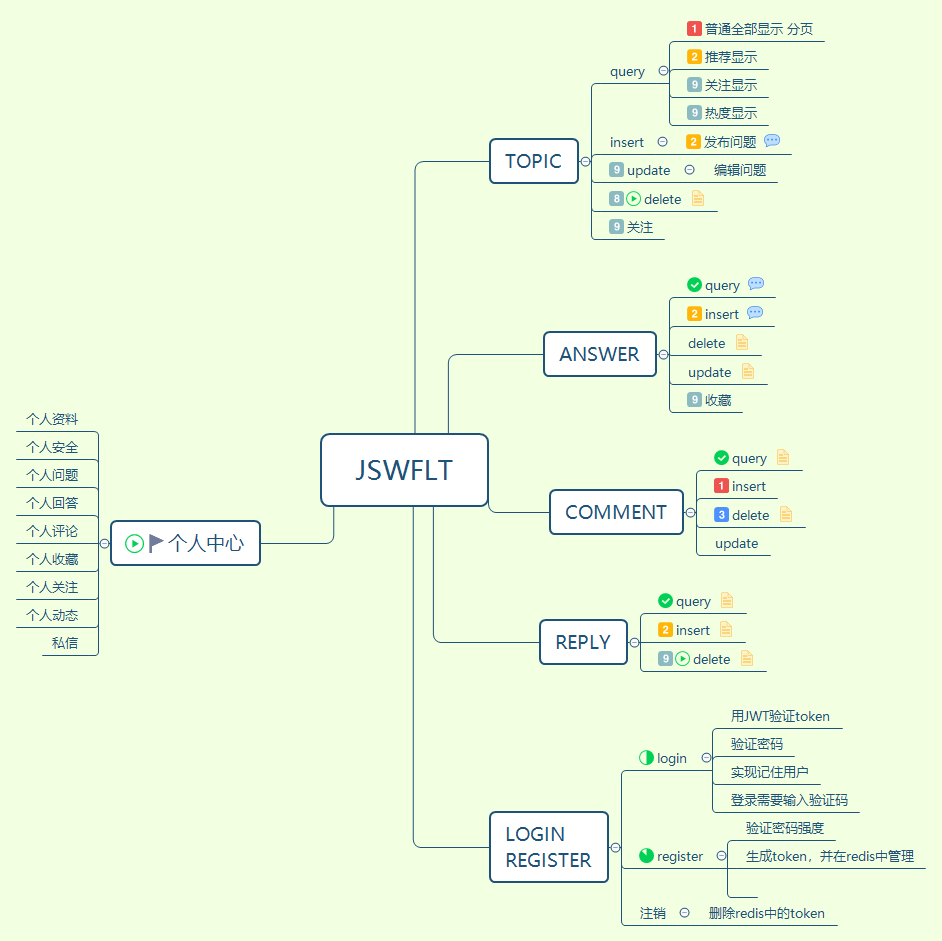 JSWFLT
TOPIC
query
1 普通全部显示 分页
2 推荐显示
9 关注显示
9 热度显示
insert
2 发布问题
9 update
编辑问题
8 delete
9 关注
ANSWER
query
2 insert
delete
update
9 收藏
COMMENT
query
1 insert
3 delete
update
REPLY
query
2 insert
9 delete
LOGIN
REGISTER
login
用JWT验证token
验证密码
实现记住用户
登录需要输入验证码
register
验证密码强度
生成token，并在redis中管理
注销
删除redis中的token
个人中心
个人资料
个人安全
个人问题
个人回答
个人评论
个人收藏
个人关注
个人动态
私信